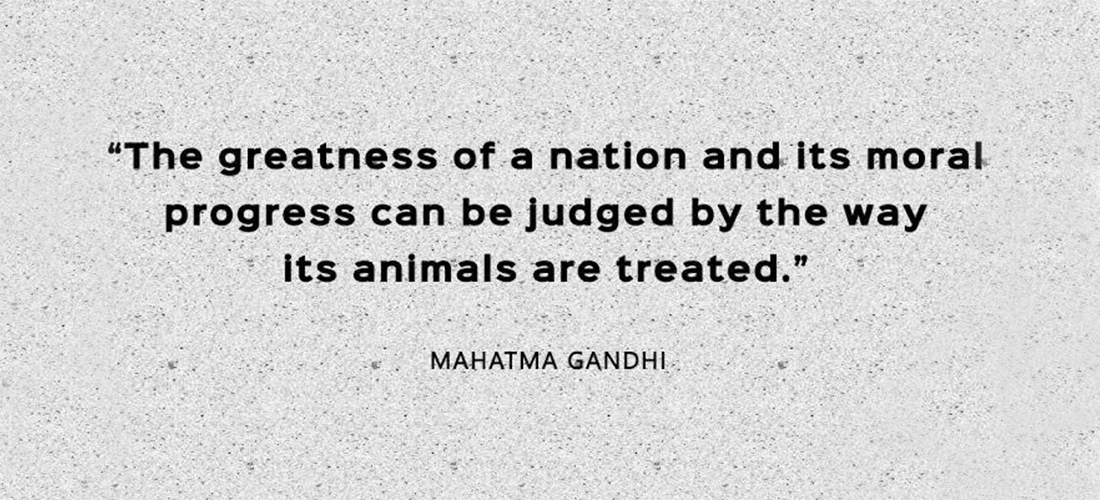 “The greatness of a nation and its moral
progress can be judged by the way
its animals are treated.”
MAHATMA GANDHI